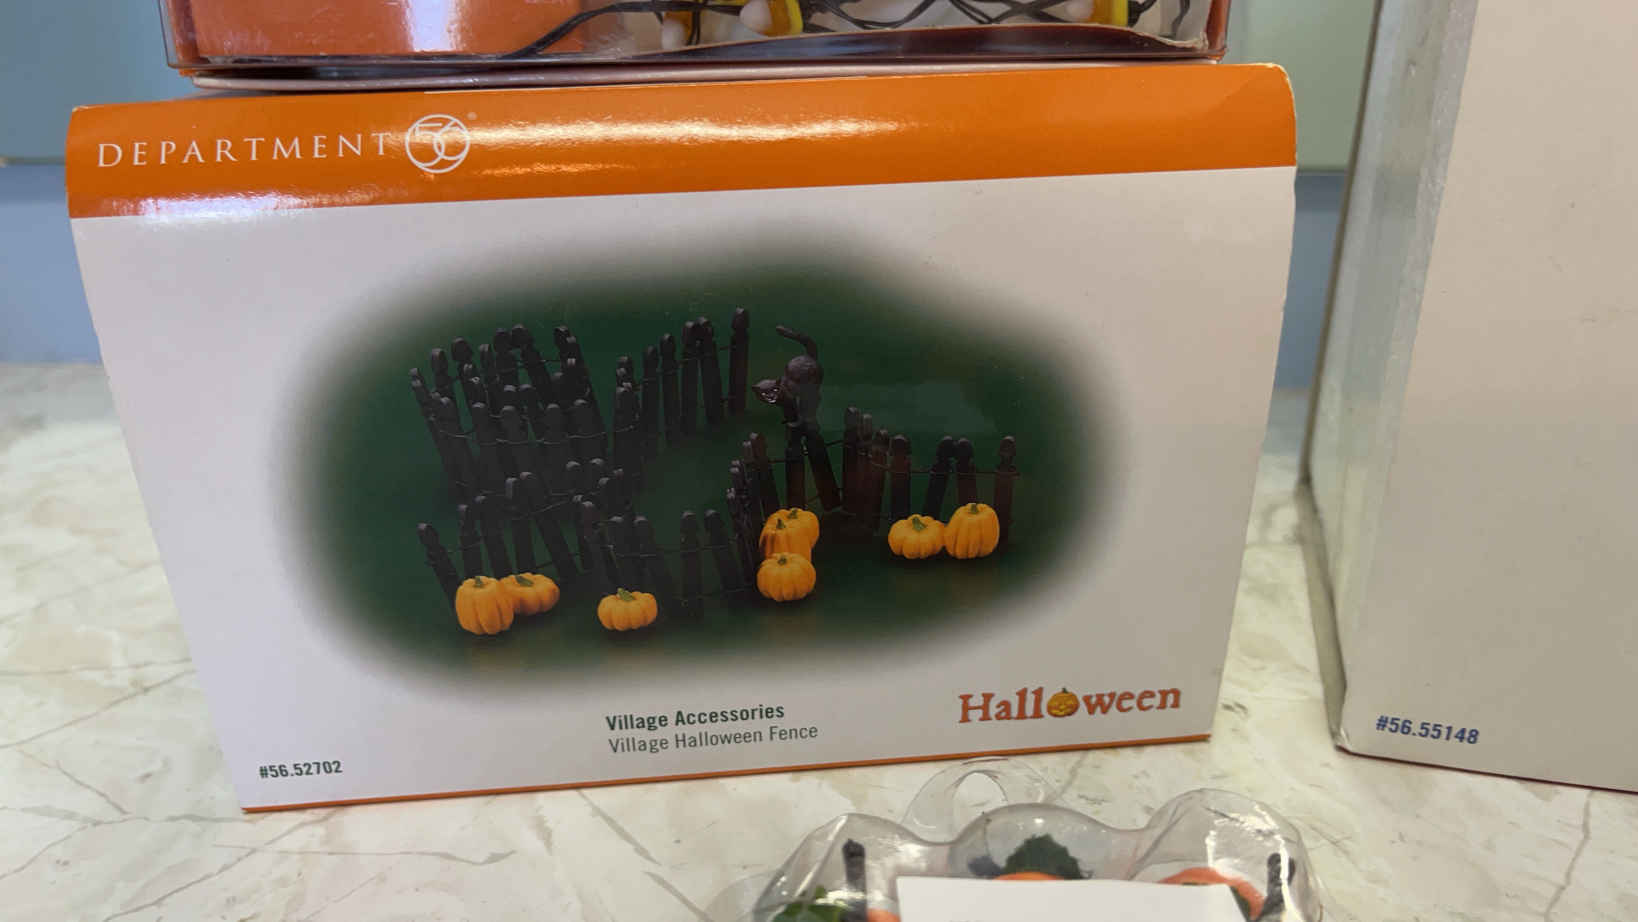 DEPARTMENT 56®
Village Accessories
Village Halloween Fence
Halloween
#56.52702
#56.55148